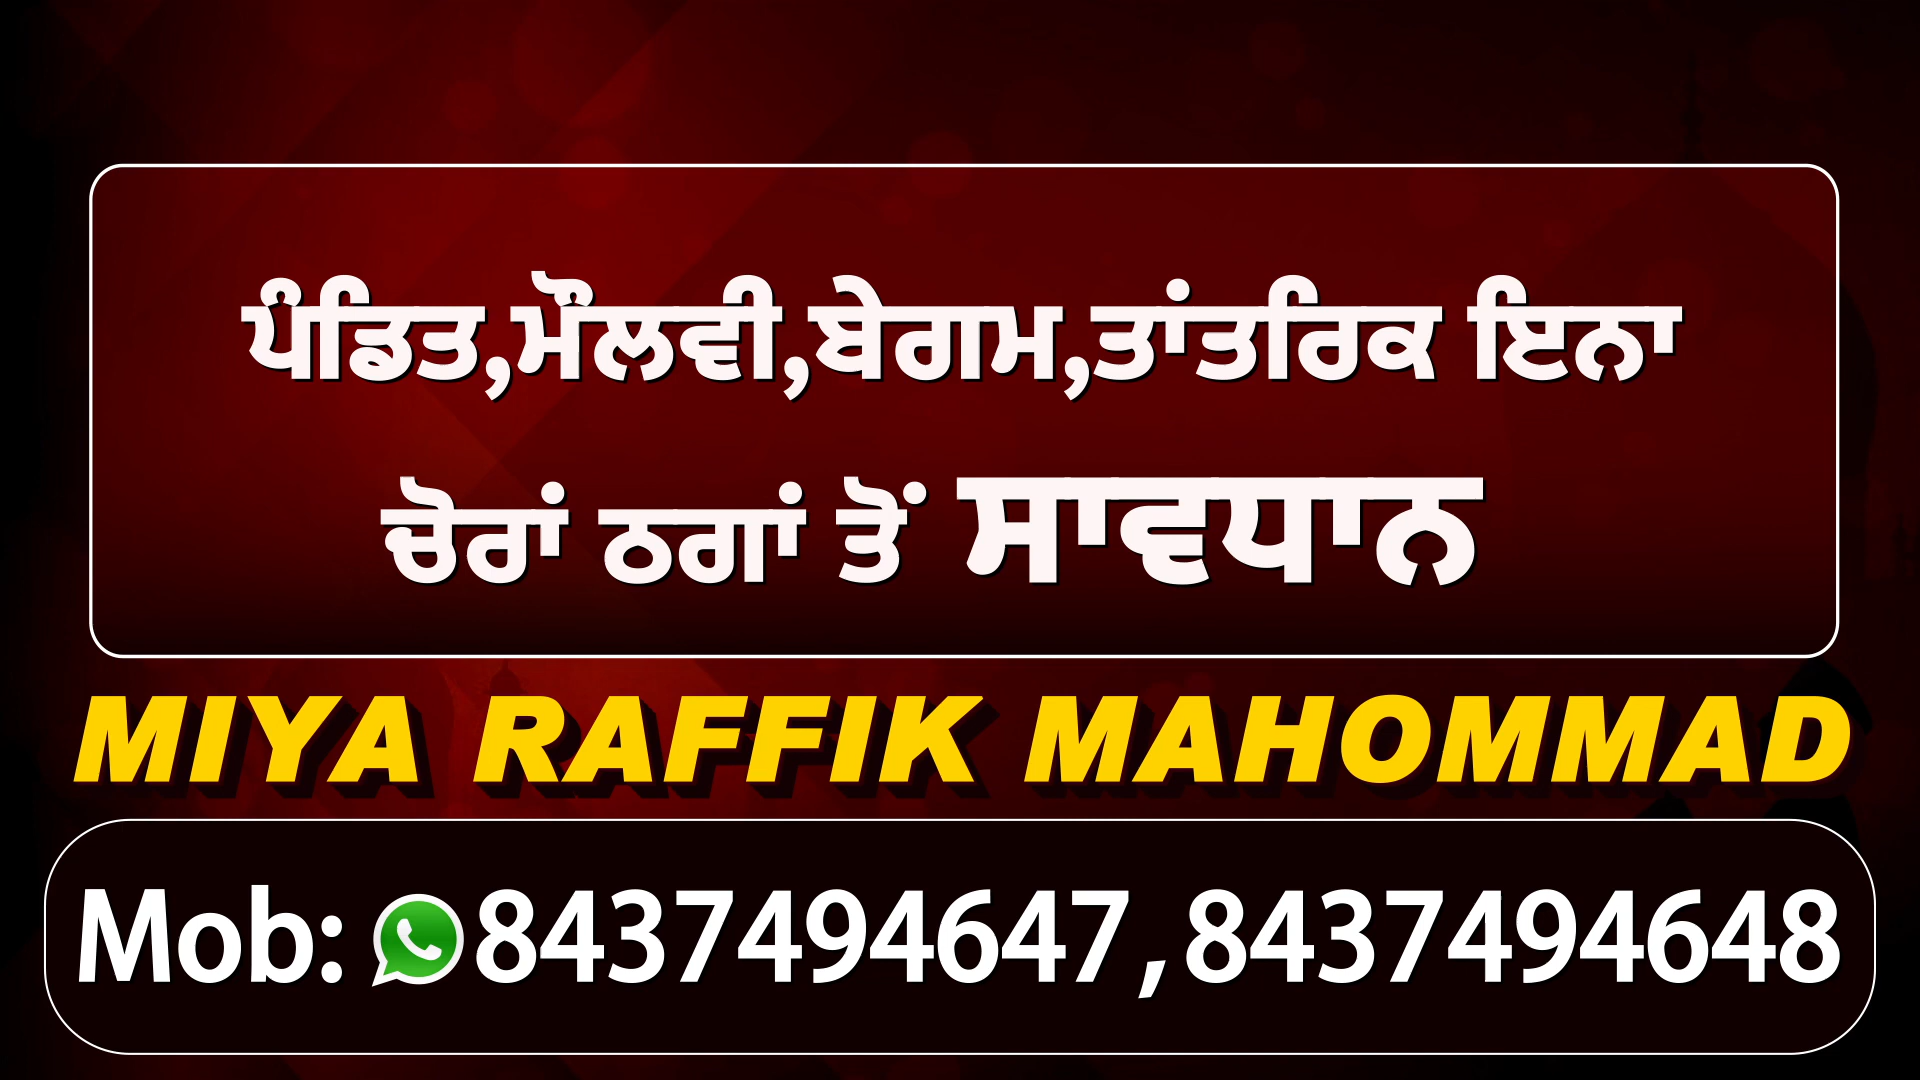 ਪੰਡਿਤ,ਮੌਲਵੀ,ਬੇਗਮ,ਤਾਂਤਰਿਕ ਇਨਾ
ਚੋਰਾਂ ਠਗਾਂ ਤੋਂ ਸਾਵਧਾਨ
MIYA RAFFIK MAHOMMAD
Mob: 8437494647, 8437494648